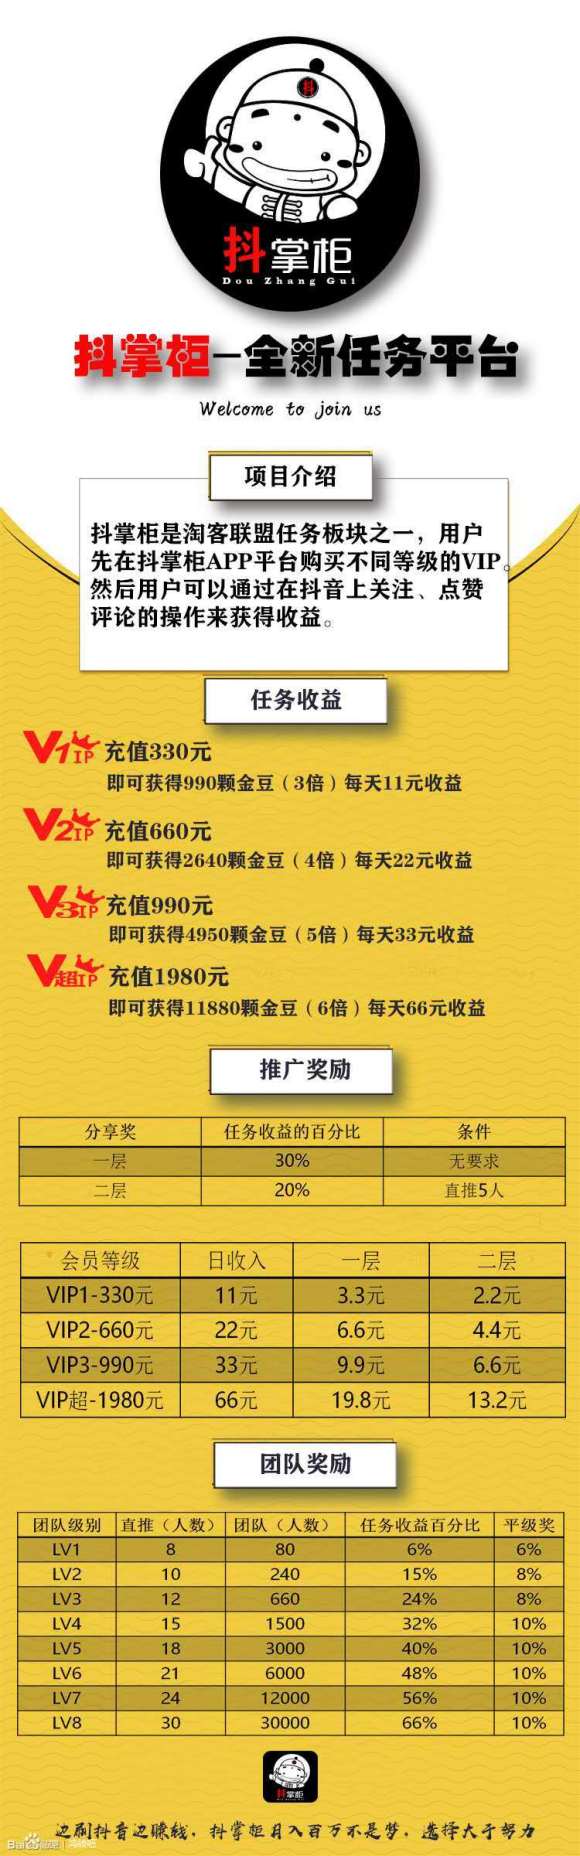 抖
抖掌柜
Dou Zhang Gui
抖掌柜-全新任务平台
Welcome to join us
项目介绍
抖掌柜是淘客联盟任务板块之一，用户
先在抖掌柜APP平台购买不同等级的VIP。
然后用户可以通过在抖音上关注、点赞
评论的操作来获得收益。
任务收益
V1IP 充值330元
即可获得990颗金豆（3倍）每天11元收益
V2IP 充值660元
即可获得2640颗金豆（4倍）每天22元收益
V3IP 充值990元
即可获得4950颗金豆（5倍）每天33元收益
V超IP 充值1980元
即可获得11880颗金豆（6倍）每天66元收益
推广奖励
分享奖 任务收益的百分比 条件
一层 30% 无要求
二层 20% 直推5人
会员等级 日收入 一层 二层
VIP1-330元 11元 3.3元 2.2元
VIP2-660元 22元 6.6元 4.4元
VIP3-990元 33元 9.9元 6.6元
VIP超-1980元 66元 19.8元 13.2元
团队奖励
团队级别 直推（人数） 团队（人数） 任务收益百分比 平级奖
LV1 8 80 6% 6%
LV2 10 240 15% 8%
LV3 12 660 24% 8%
LV4 15 1500 32% 10%
LV5 18 3000 40% 10%
LV6 21 6000 48% 10%
LV7 24 12000 56% 10%
LV8 30 30000 66% 10%
抖掌柜
边刷抖音边赚钱，抖掌柜月入百万不是梦，选择大于努力